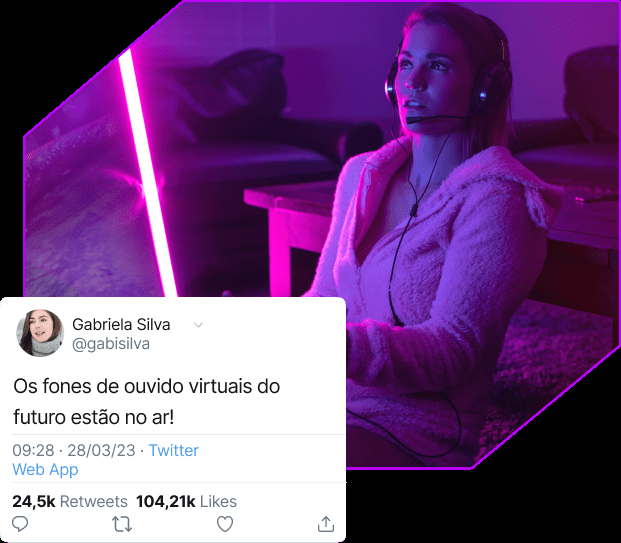 Gabriela Silva
@gabisilva
Os fones de ouvido virtuais do
futuro estão no ar!
09:28 · 28/03/23 · Twitter
Web App
24,5k Retweets 104,21k Likes